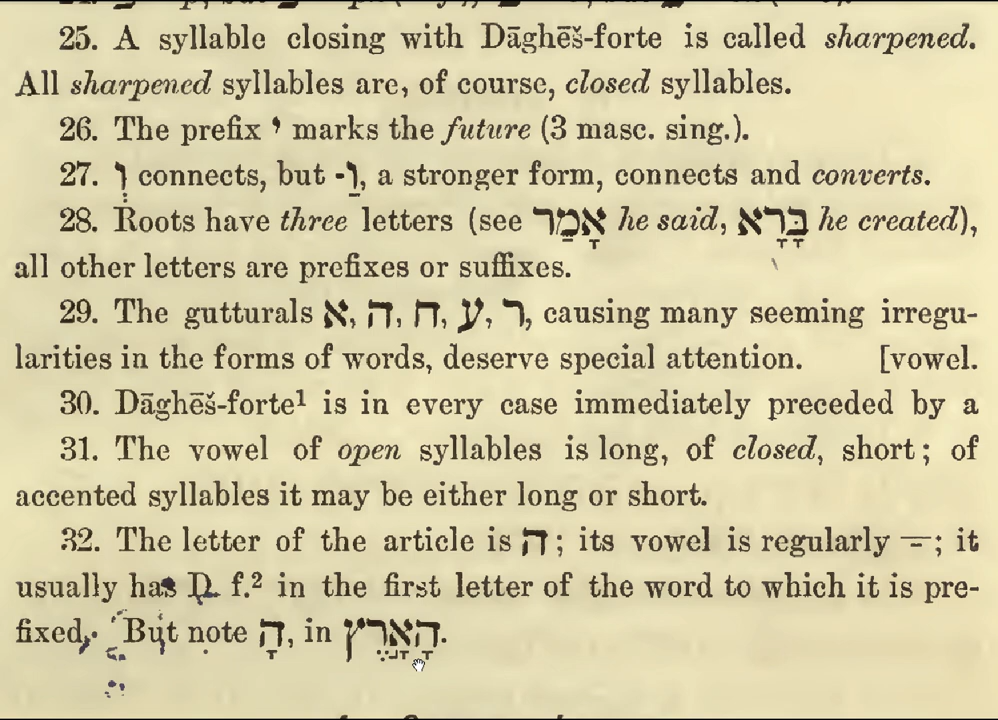 25. A syllable closing with Dāghēš-forte is called sharpened.
All sharpened syllables are, of course, closed syllables.
26. The prefix י marks the future (3 masc. sing.).
27. וְ connects, but ־וַ, a stronger form, connects and converts.
28. Roots have three letters (see אָמַר he said, בָּרָא he created),
all other letters are prefixes or suffixes.
29. The gutturals א, ה, ח, ע, ר, causing many seeming irregu-
larities in the forms of words, deserve special attention. [vowel.
30. Dāghēš-forte¹ is in every case immediately preceded by a
31. The vowel of open syllables is long, of closed, short; of
accented syllables it may be either long or short.
32. The letter of the article is ה; its vowel is regularly ַ; it
usually has D. f.² in the first letter of the word to which it is pre-
fixed. But note הָ, in הָאָרֶץ.